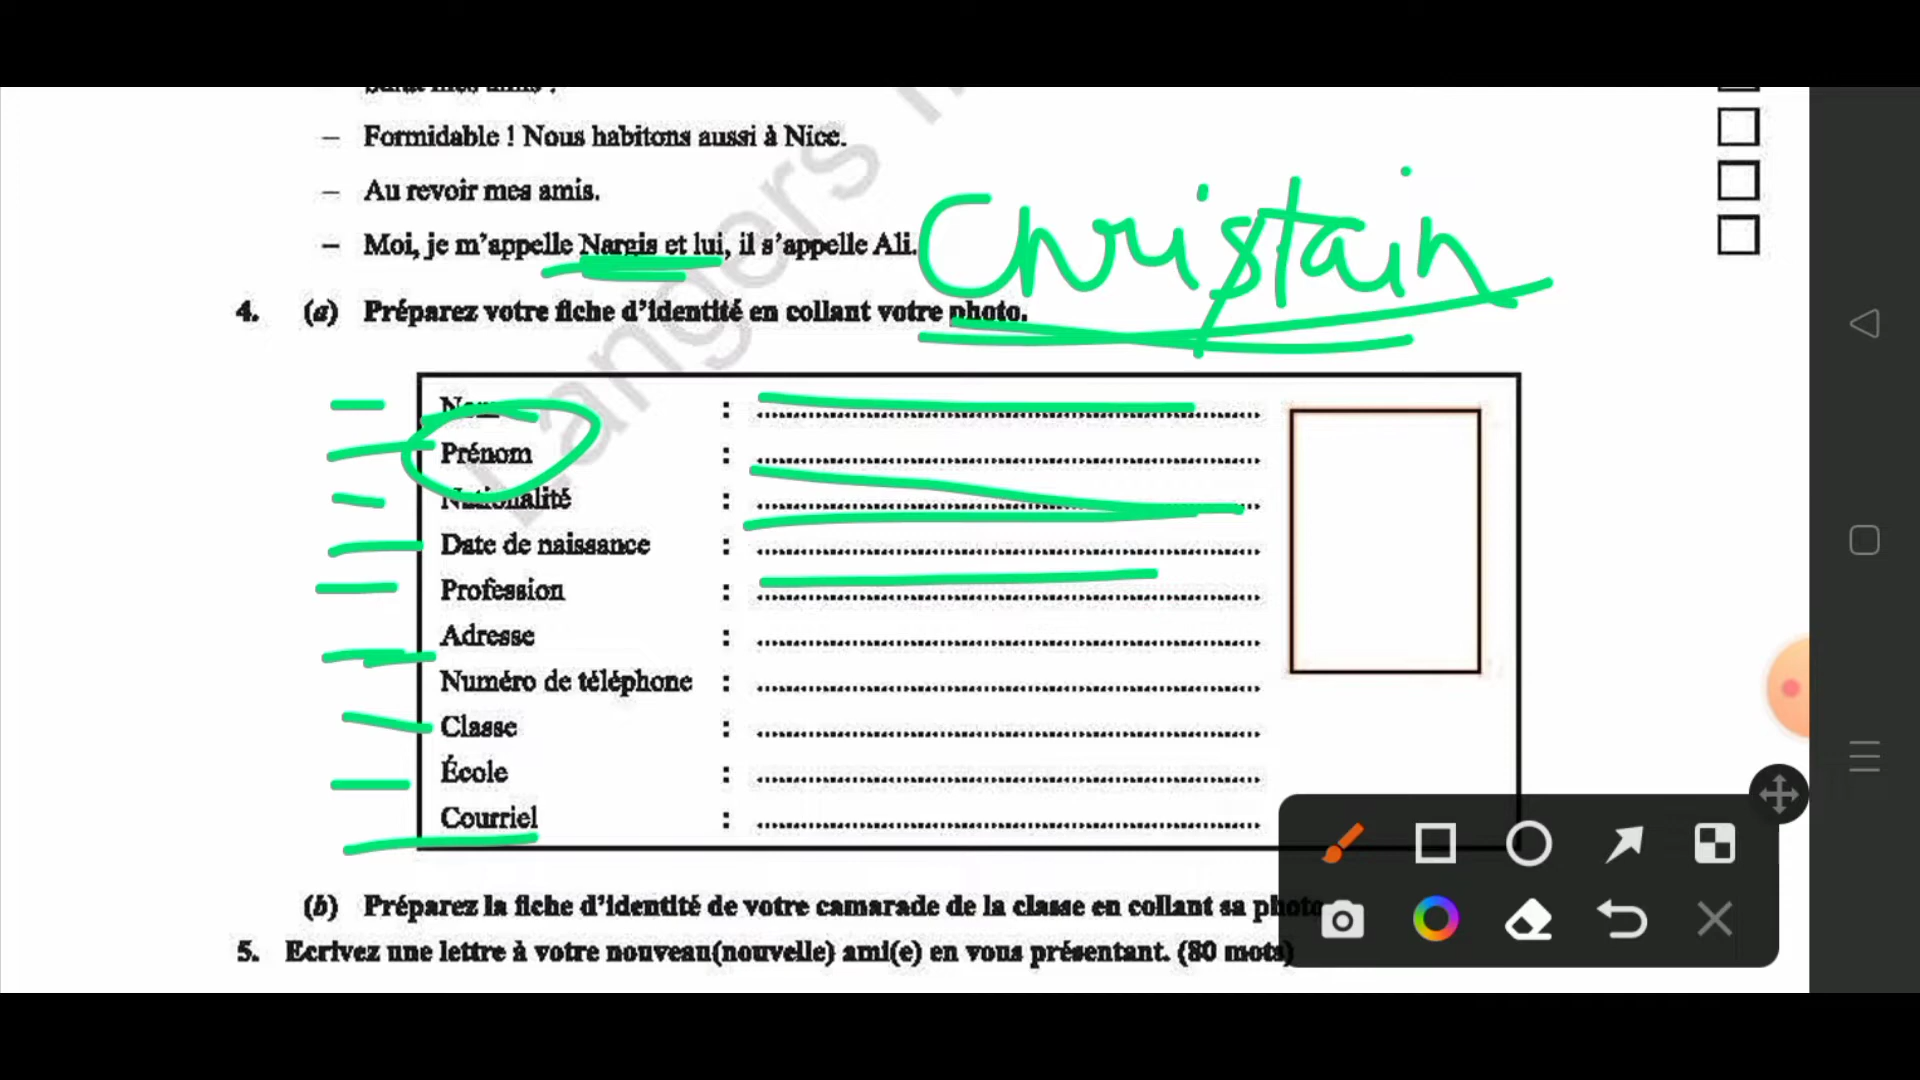 – Formidable ! Nous habitons aussi à Nice.
– Au revoir mes amis.
– Moi, je m'appelle Nargis et lui, il s'appelle Ali.
Christain
4. (a) Préparez votre fiche d'identité en collant votre photo.
Nom : ........
Prénom : ........
Nationalité : ........
Date de naissance : ........
Profession : ........
Adresse : ........
Numéro de téléphone : ........
Classe : ........
École : ........
Courriel : ........
(b) Préparez la fiche d'identité de votre camarade de la classe en collant sa photo
5. Ecrivez une lettre à votre nouveau(nouvelle) ami(e) en vous présentant. (80 mots)